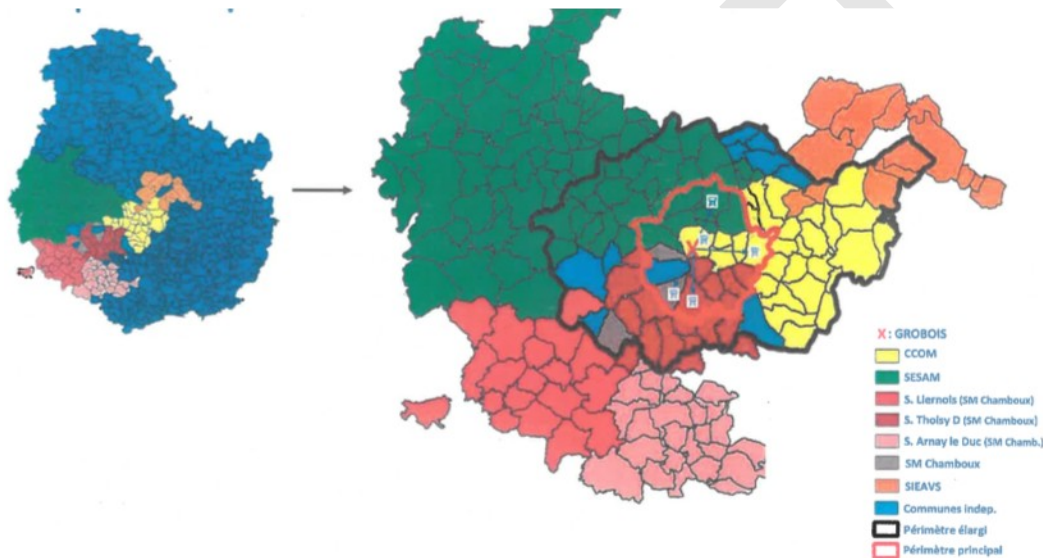 X : GROBOIS
CCOM
SESAM
S. Liernols (SM Chamboux)
S. Tholsy D (SM Chamboux)
S. Arnay le Duc (SM Chamb.)
SM Chamboux
SIEAVS
Communes indep.
Périmètre élargi
Périmètre principal